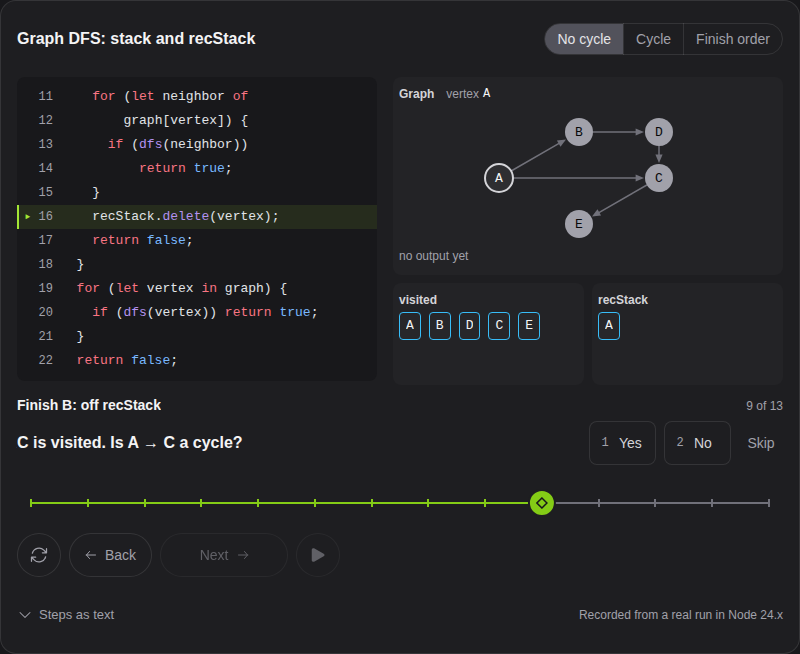 Graph DFS: stack and recStack
No cycle Cycle Finish order
11 for (let neighbor of
12 graph[vertex]) {
13 if (dfs(neighbor))
14 return true;
15 }
16 recStack.delete(vertex);
17 return false;
18 }
19 for (let vertex in graph) {
20 if (dfs(vertex)) return true;
21 }
22 return false;
Graph vertex A
B D
A C
E
no output yet
visited
A B D C E
recStack
A
Finish B: off recStack
9 of 13
C is visited. Is A → C a cycle?
1 Yes 2 No Skip
← Back Next →
Steps as text
Recorded from a real run in Node 24.x